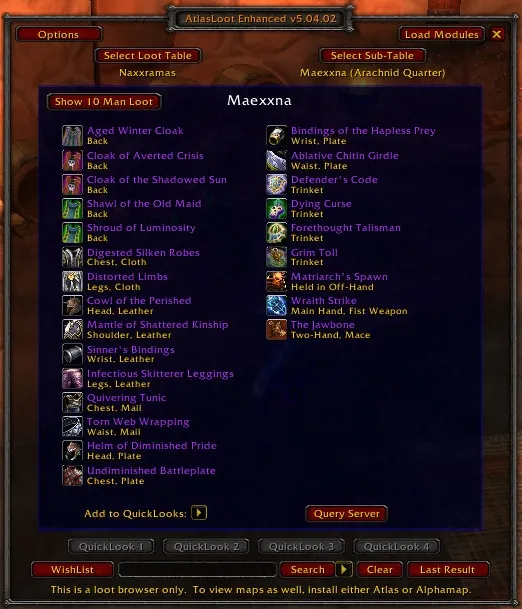 AtlasLoot Enhanced v5.04.02
Options
Load Modules
Select Loot Table
Select Sub-Table
Naxxramas
Maexxna (Arachnid Quarter)
Show 10 Man Loot
Maexxna
Aged Winter Cloak
Back
Cloak of Averted Crisis
Back
Cloak of the Shadowed Sun
Back
Shawl of the Old Maid
Back
Shroud of Luminosity
Back
Digested Silken Robes
Chest, Cloth
Distorted Limbs
Legs, Cloth
Cowl of the Perished
Head, Leather
Mantle of Shattered Kinship
Shoulder, Leather
Sinner's Bindings
Wrist, Leather
Infectious Skitterer Leggings
Legs, Leather
Quivering Tunic
Chest, Mail
Torn Web Wrapping
Waist, Mail
Helm of Diminished Pride
Head, Plate
Undiminished Battleplate
Chest, Plate
Bindings of the Hapless Prey
Wrist, Plate
Ablative Chitin Girdle
Waist, Plate
Defender's Code
Trinket
Dying Curse
Trinket
Forethought Talisman
Trinket
Grim Toll
Trinket
Matriarch's Spawn
Held in Off-Hand
Wraith Strike
Main Hand, Fist Weapon
The Jawbone
Two-Hand, Mace
Add to QuickLooks:
Query Server
QuickLook 1
QuickLook 2
QuickLook 3
QuickLook 4
WishList
Search
Clear
Last Result
This is a loot browser only. To view maps as well, install either Atlas or Alphamap.